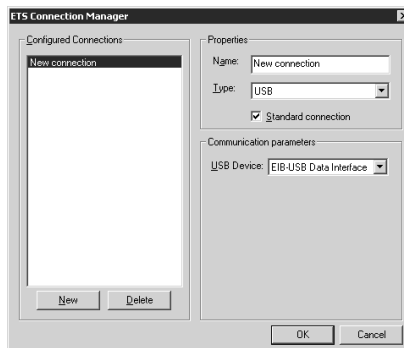 ETS Connection Manager
Configured Connections
New connection
New
Delete
Properties
Name: New connection
Type: USB
Standard connection
Communication parameters
USB Device: EIB-USB Data Interface
OK
Cancel